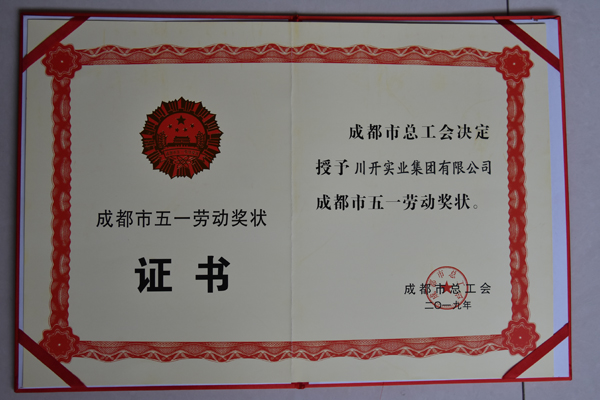 成都市五一劳动奖状
证书
成都市总工会决定
授予川开实业集团有限公司
成都市五一劳动奖状。
成都市总工会
二〇一九年